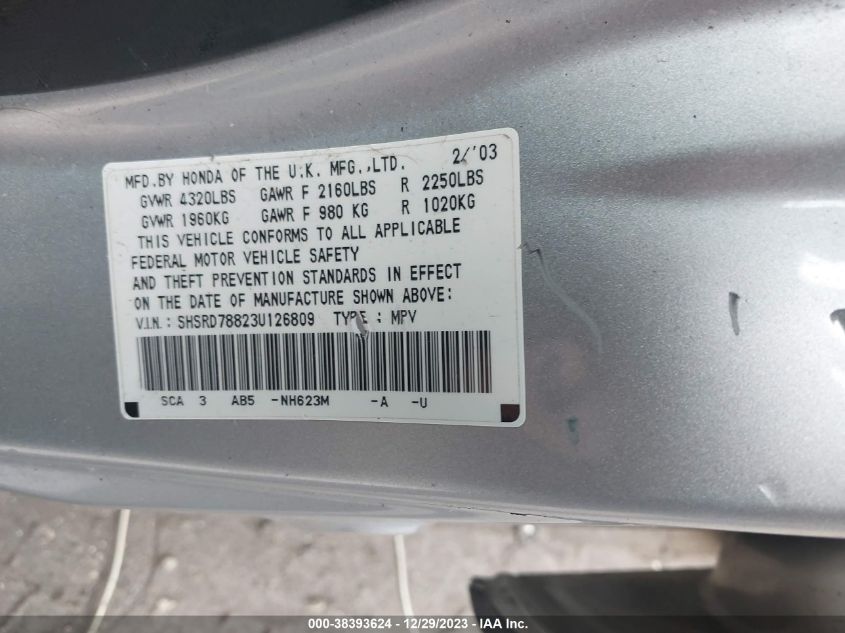 MFD.BY HONDA OF THE U.K. MFG.,LTD. 2/'03
GVWR 4320LBS GAWR F 2160LBS R 2250LBS
GVWR 1960KG GAWR F 980 KG R 1020KG
THIS VEHICLE CONFORMS TO ALL APPLICABLE
FEDERAL MOTOR VEHICLE SAFETY
AND THEFT PREVENTION STANDARDS IN EFFECT
ON THE DATE OF MANUFACTURE SHOWN ABOVE:
V.I.N.: SHSRD78823U126809 TYPE: MPV
SCA 3 AB5 -NH623M -A -U
000-38393624 - 12/29/2023 - IAA Inc.